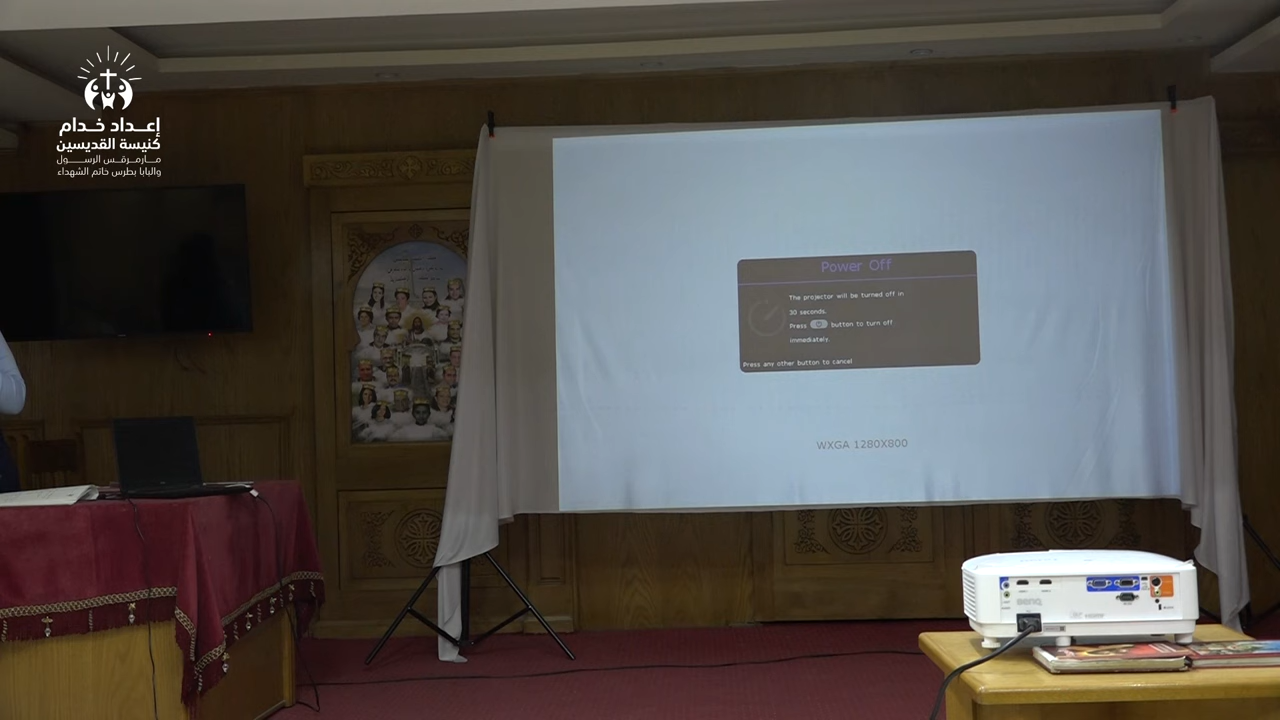 إعداد خدام
كنيسة القديسين
مارمرقس الرسول
والبابا بطرس خاتم الشهداء
Power Off
The projector will be turned off in
30 seconds.
Press button to turn off
immediately.
Press any other button to cancel
WXGA 1280X800
BenQ